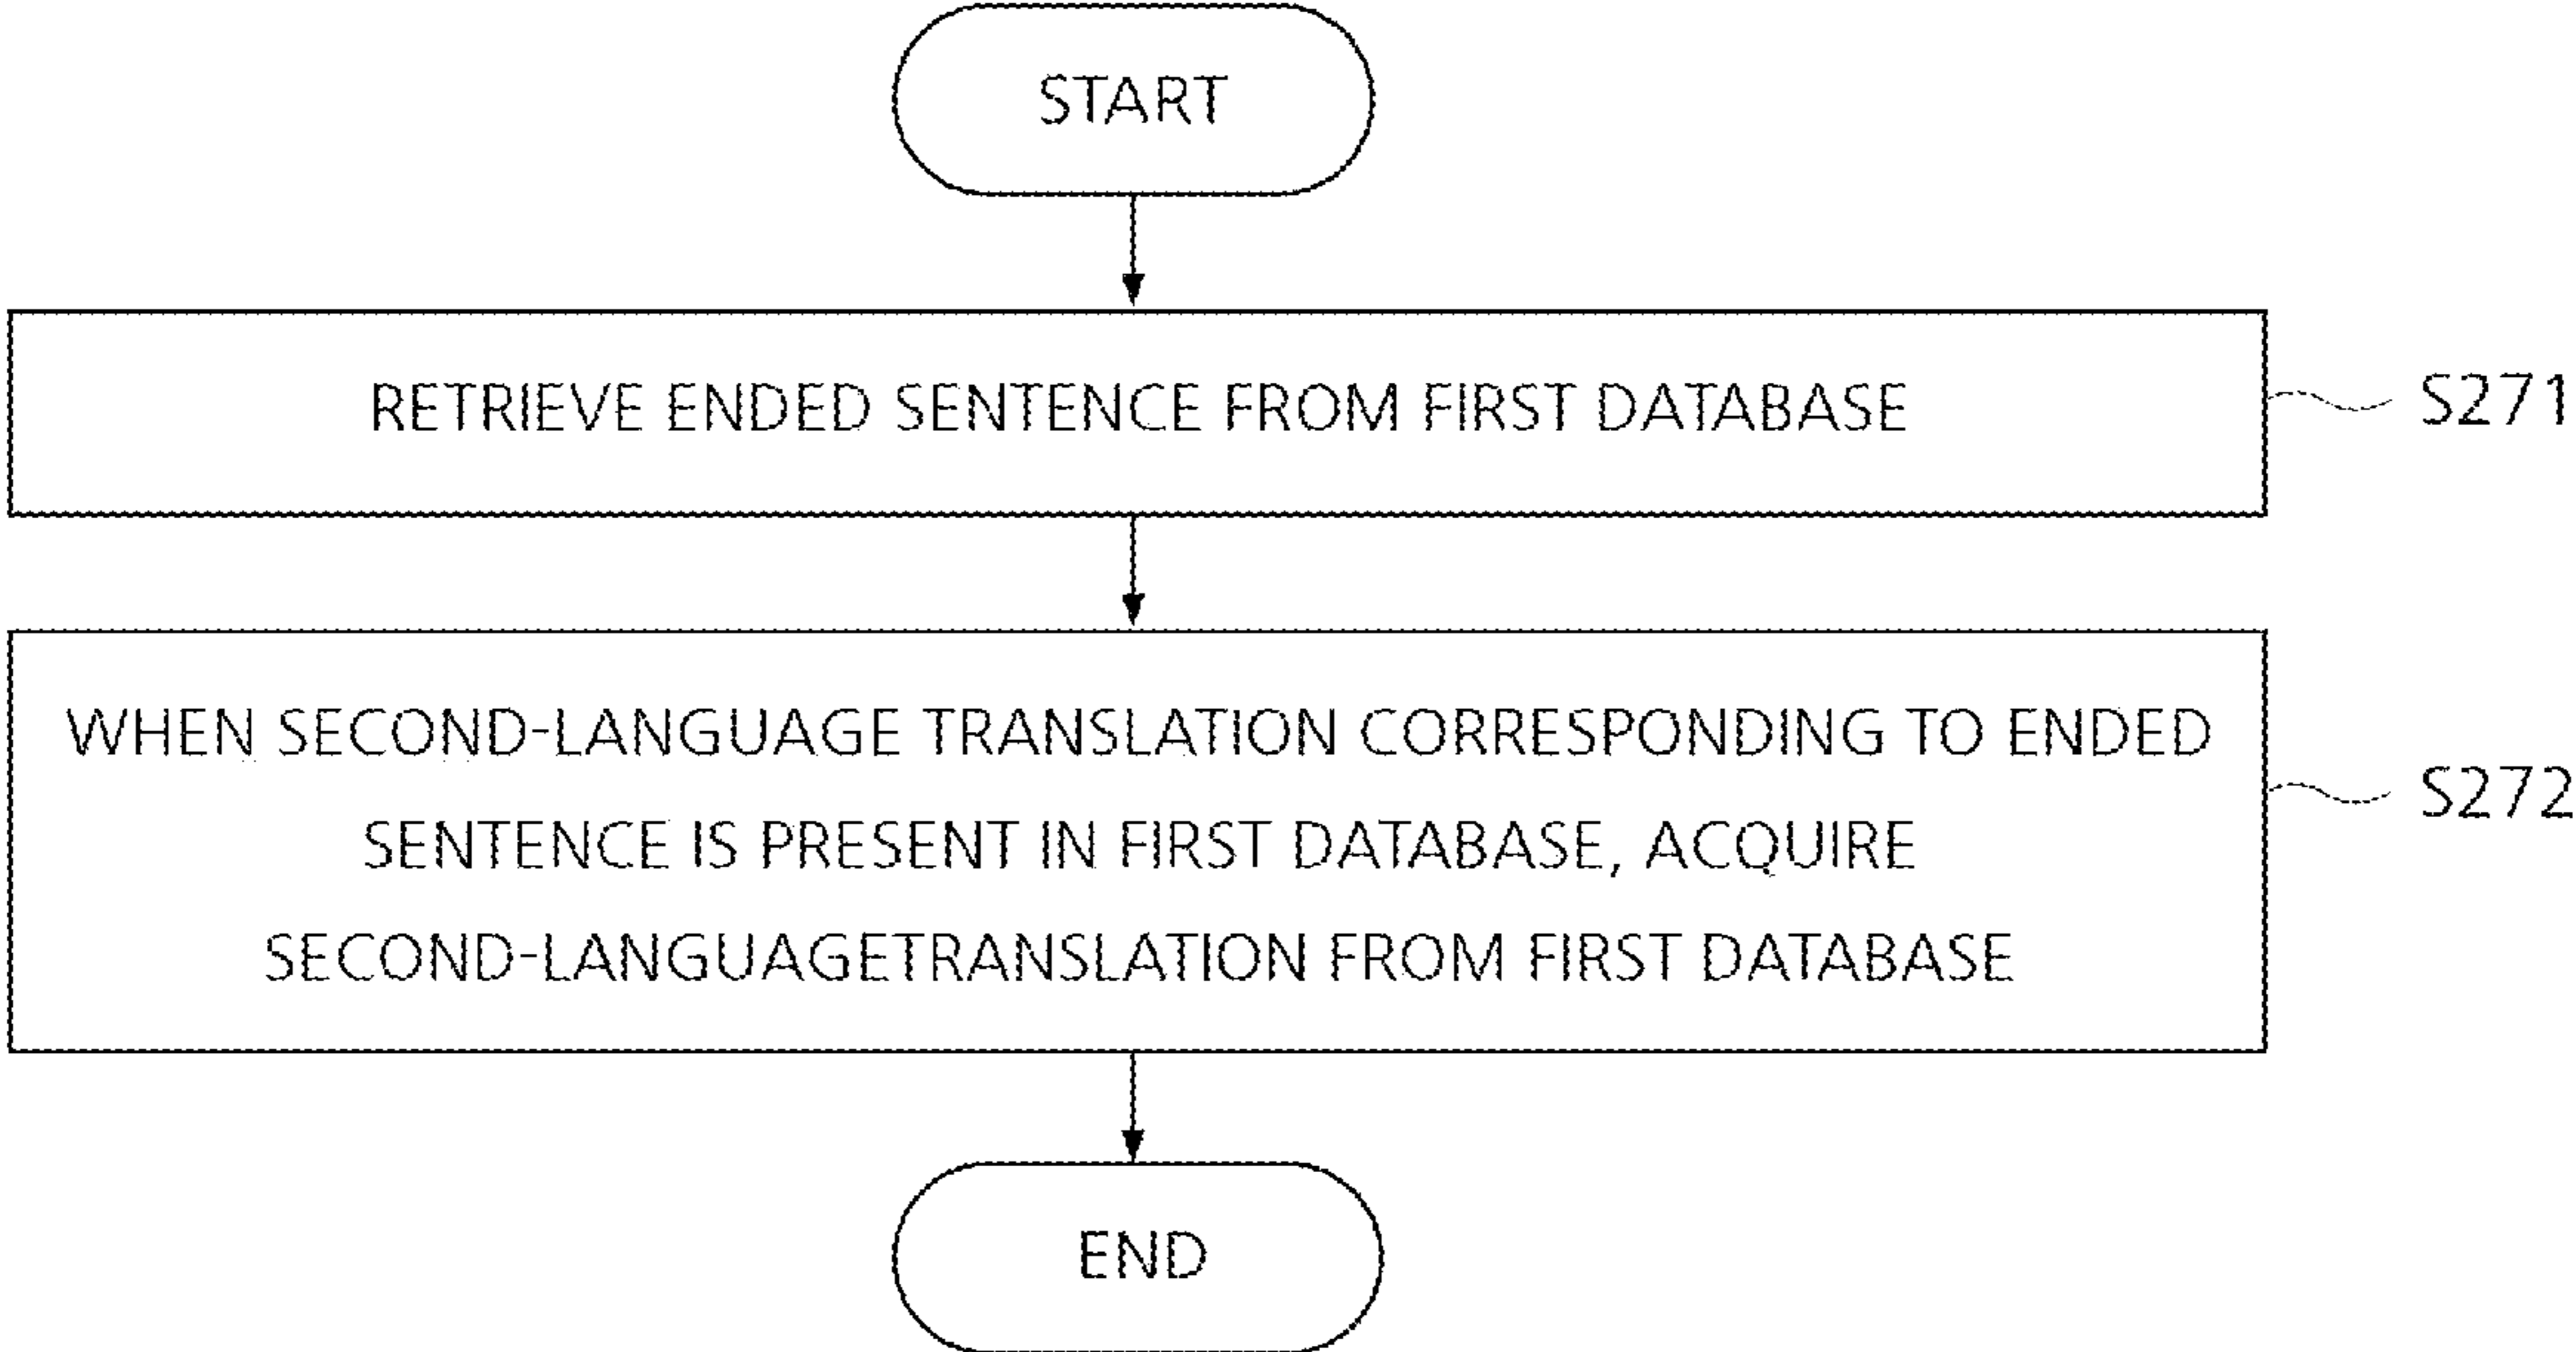 START
RETRIEVE ENDED SENTENCE FROM FIRST DATABASE
S271
WHEN SECOND-LANGUAGE TRANSLATION CORRESPONDING TO ENDED
SENTENCE IS PRESENT IN FIRST DATABASE, ACQUIRE
SECOND-LANGUAGETRANSLATION FROM FIRST DATABASE
S272
END